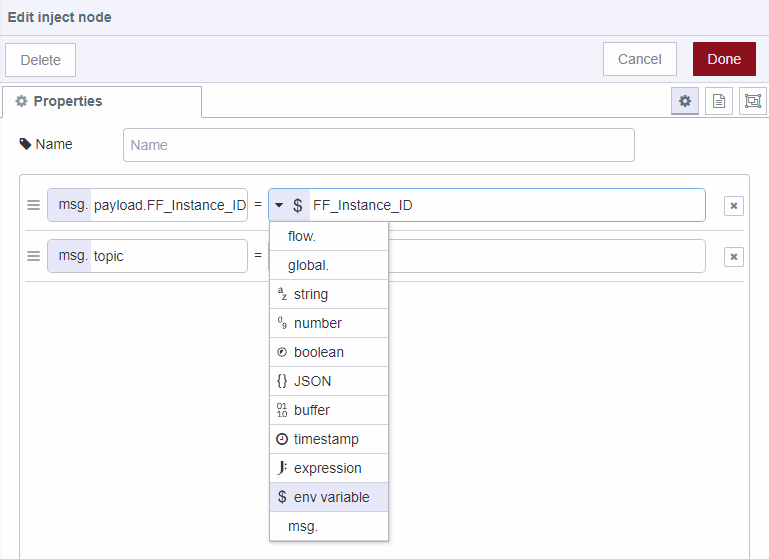 Edit inject node
Delete Cancel Done
Properties
Name Name
msg. payload.FF_Instance_ID = $ FF_Instance_ID
msg. topic =
flow.
global.
string
number
boolean
{} JSON
buffer
timestamp
J: expression
$ env variable
msg.